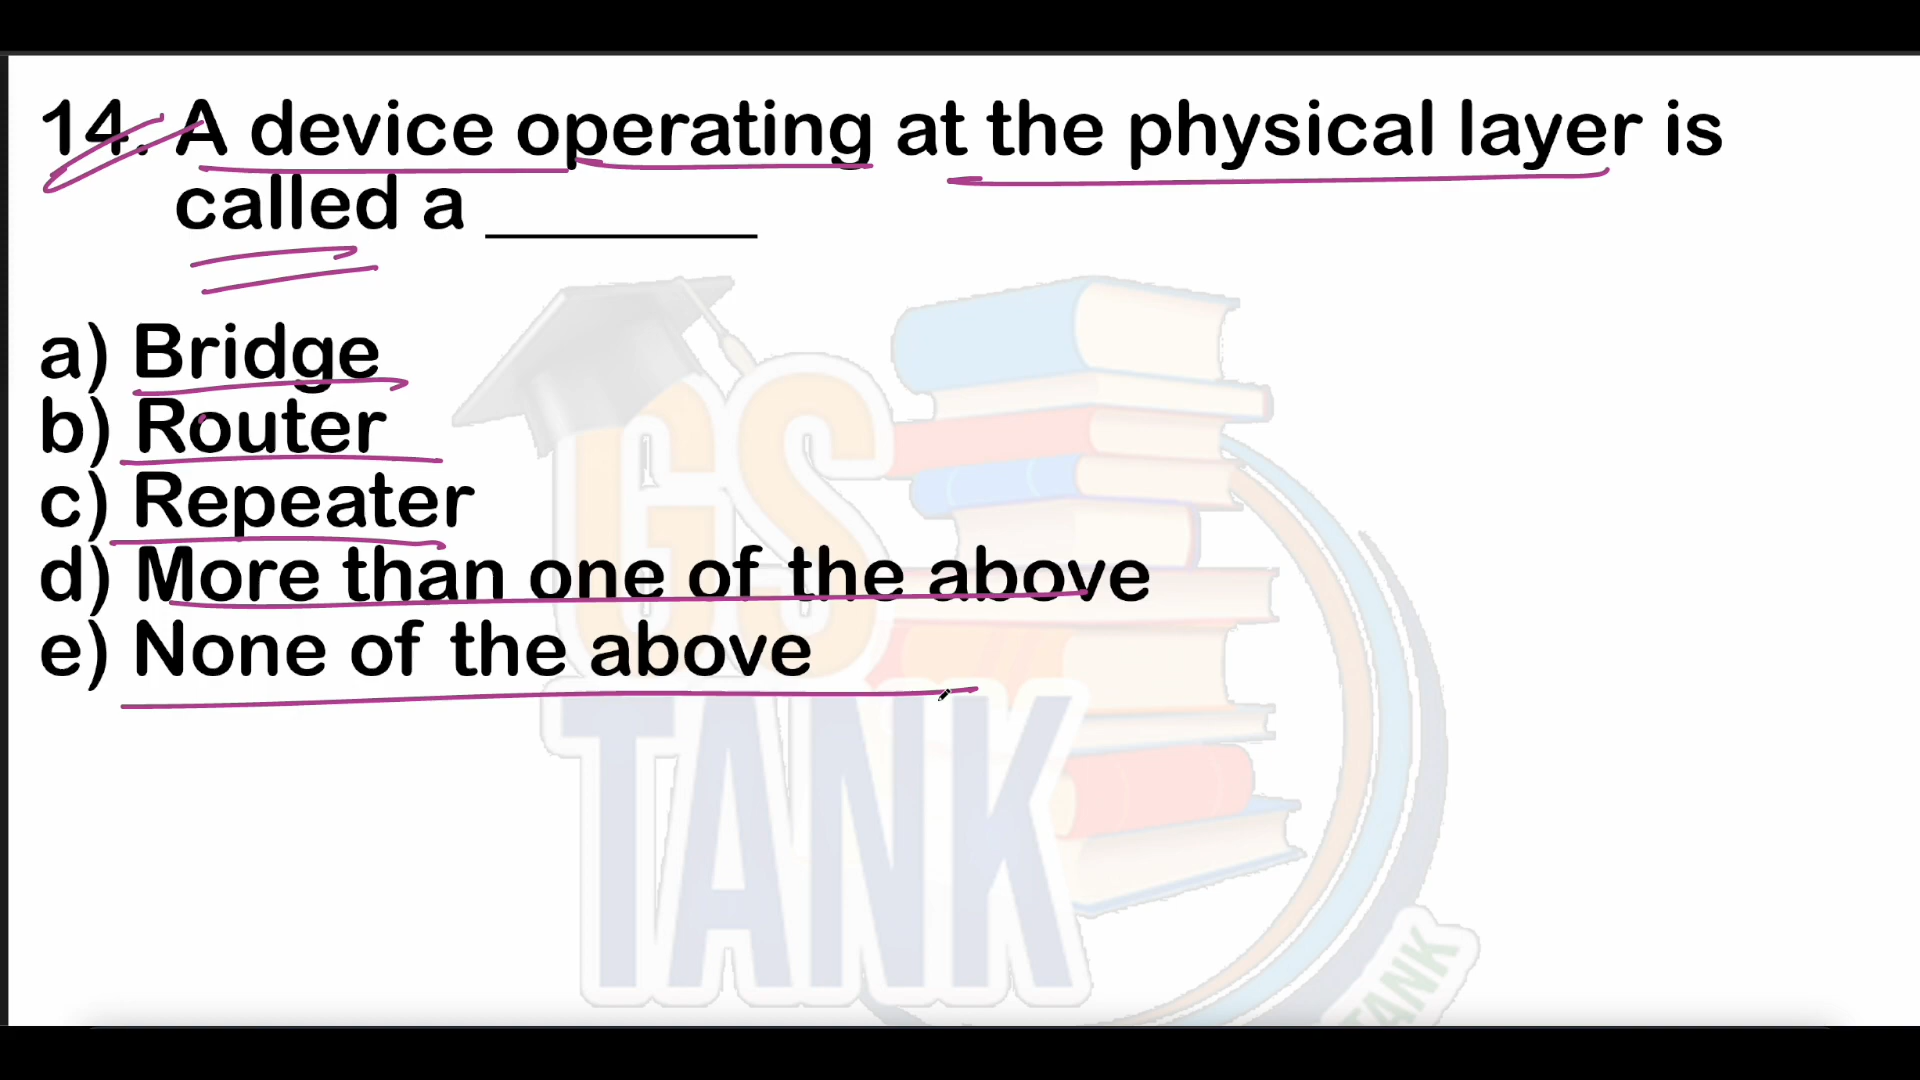 14. A device operating at the physical layer is
called a ________
a) Bridge
b) Router
c) Repeater
d) More than one of the above
e) None of the above
GS
TANK
TANK